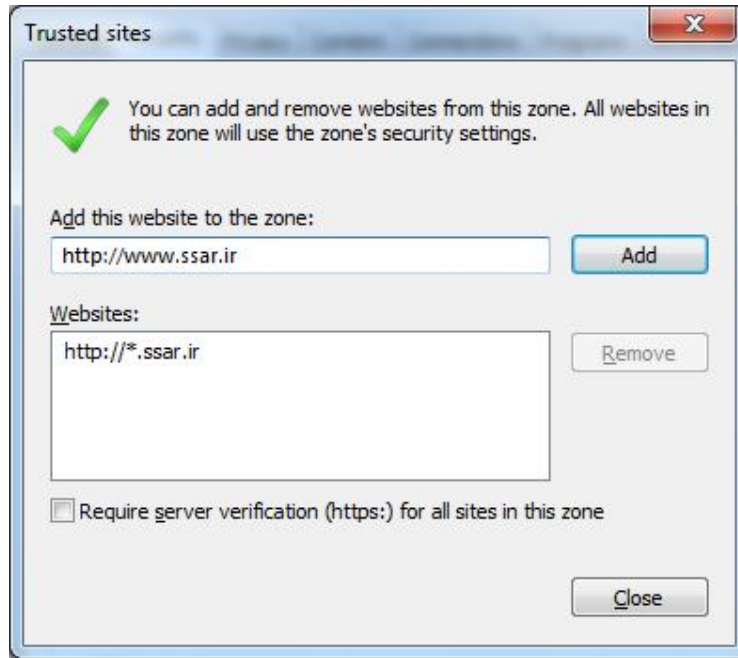 Trusted sites
You can add and remove websites from this zone. All websites in
this zone will use the zone's security settings.
Add this website to the zone:
http://www.ssar.ir
Add
Websites:
http://*.ssar.ir
Remove
Require server verification (https:) for all sites in this zone
Close